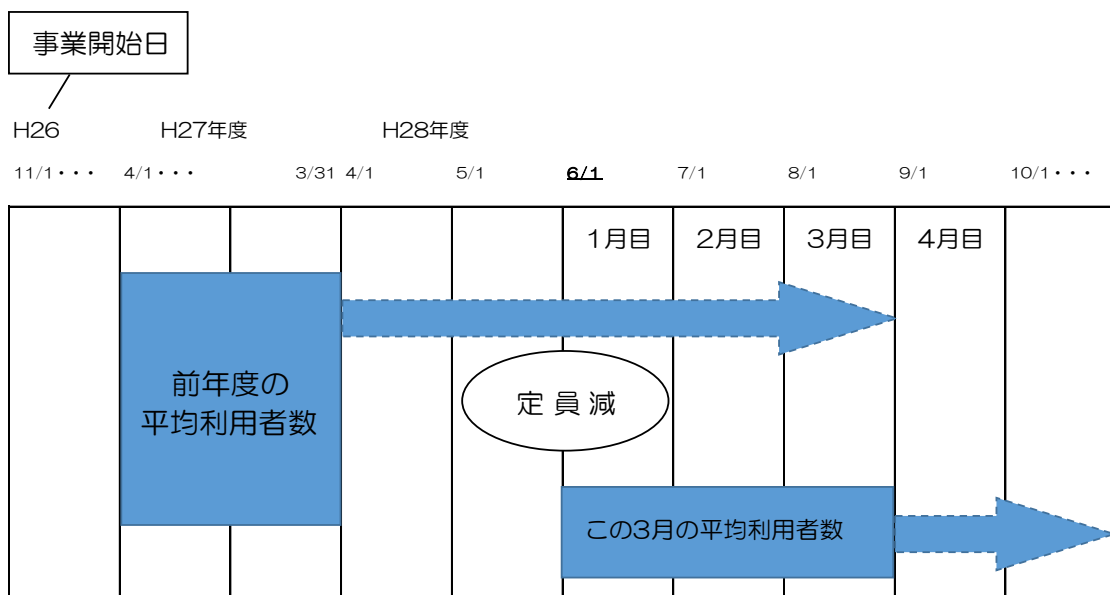 事業開始日
H26 H27年度 H28年度
11/1・・・ 4/1・・・ 3/31 4/1 5/1 6/1 7/1 8/1 9/1 10/1・・・
1月目 2月目 3月目 4月目
前年度の
平均利用者数
定員減
この3月の平均利用者数